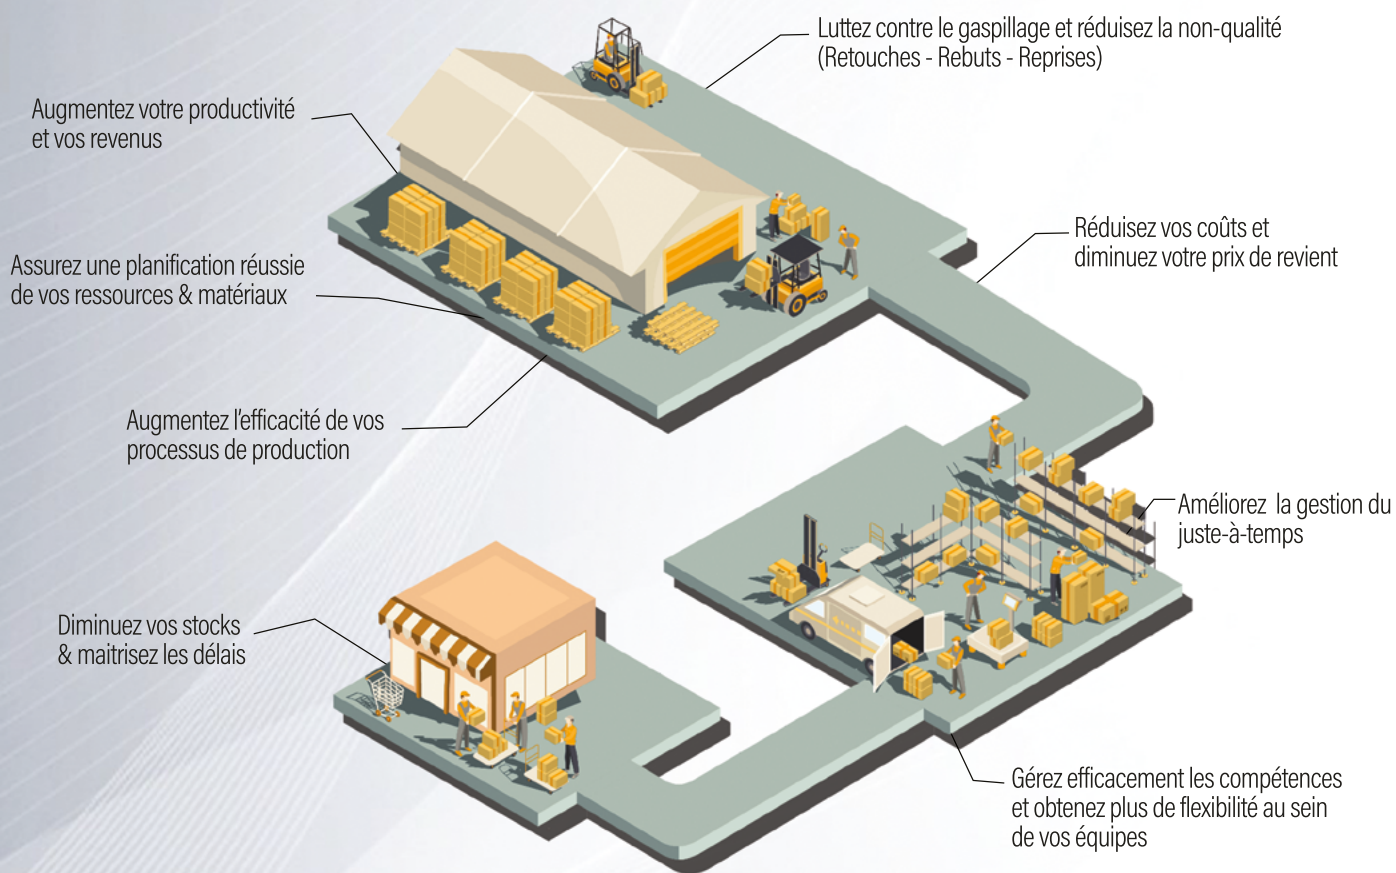 Luttez contre le gaspillage et réduisez la non-qualité
(Retouches - Rebuts - Reprises)
Augmentez votre productivité
et vos revenus
Réduisez vos coûts et
diminuez votre prix de revient
Assurez une planification réussie
de vos ressources & matériaux
Augmentez l'efficacité de vos
processus de production
Améliorez la gestion du
juste-à-temps
Diminuez vos stocks
& maitrisez les délais
Gérez efficacement les compétences
et obtenez plus de flexibilité au sein
de vos équipes